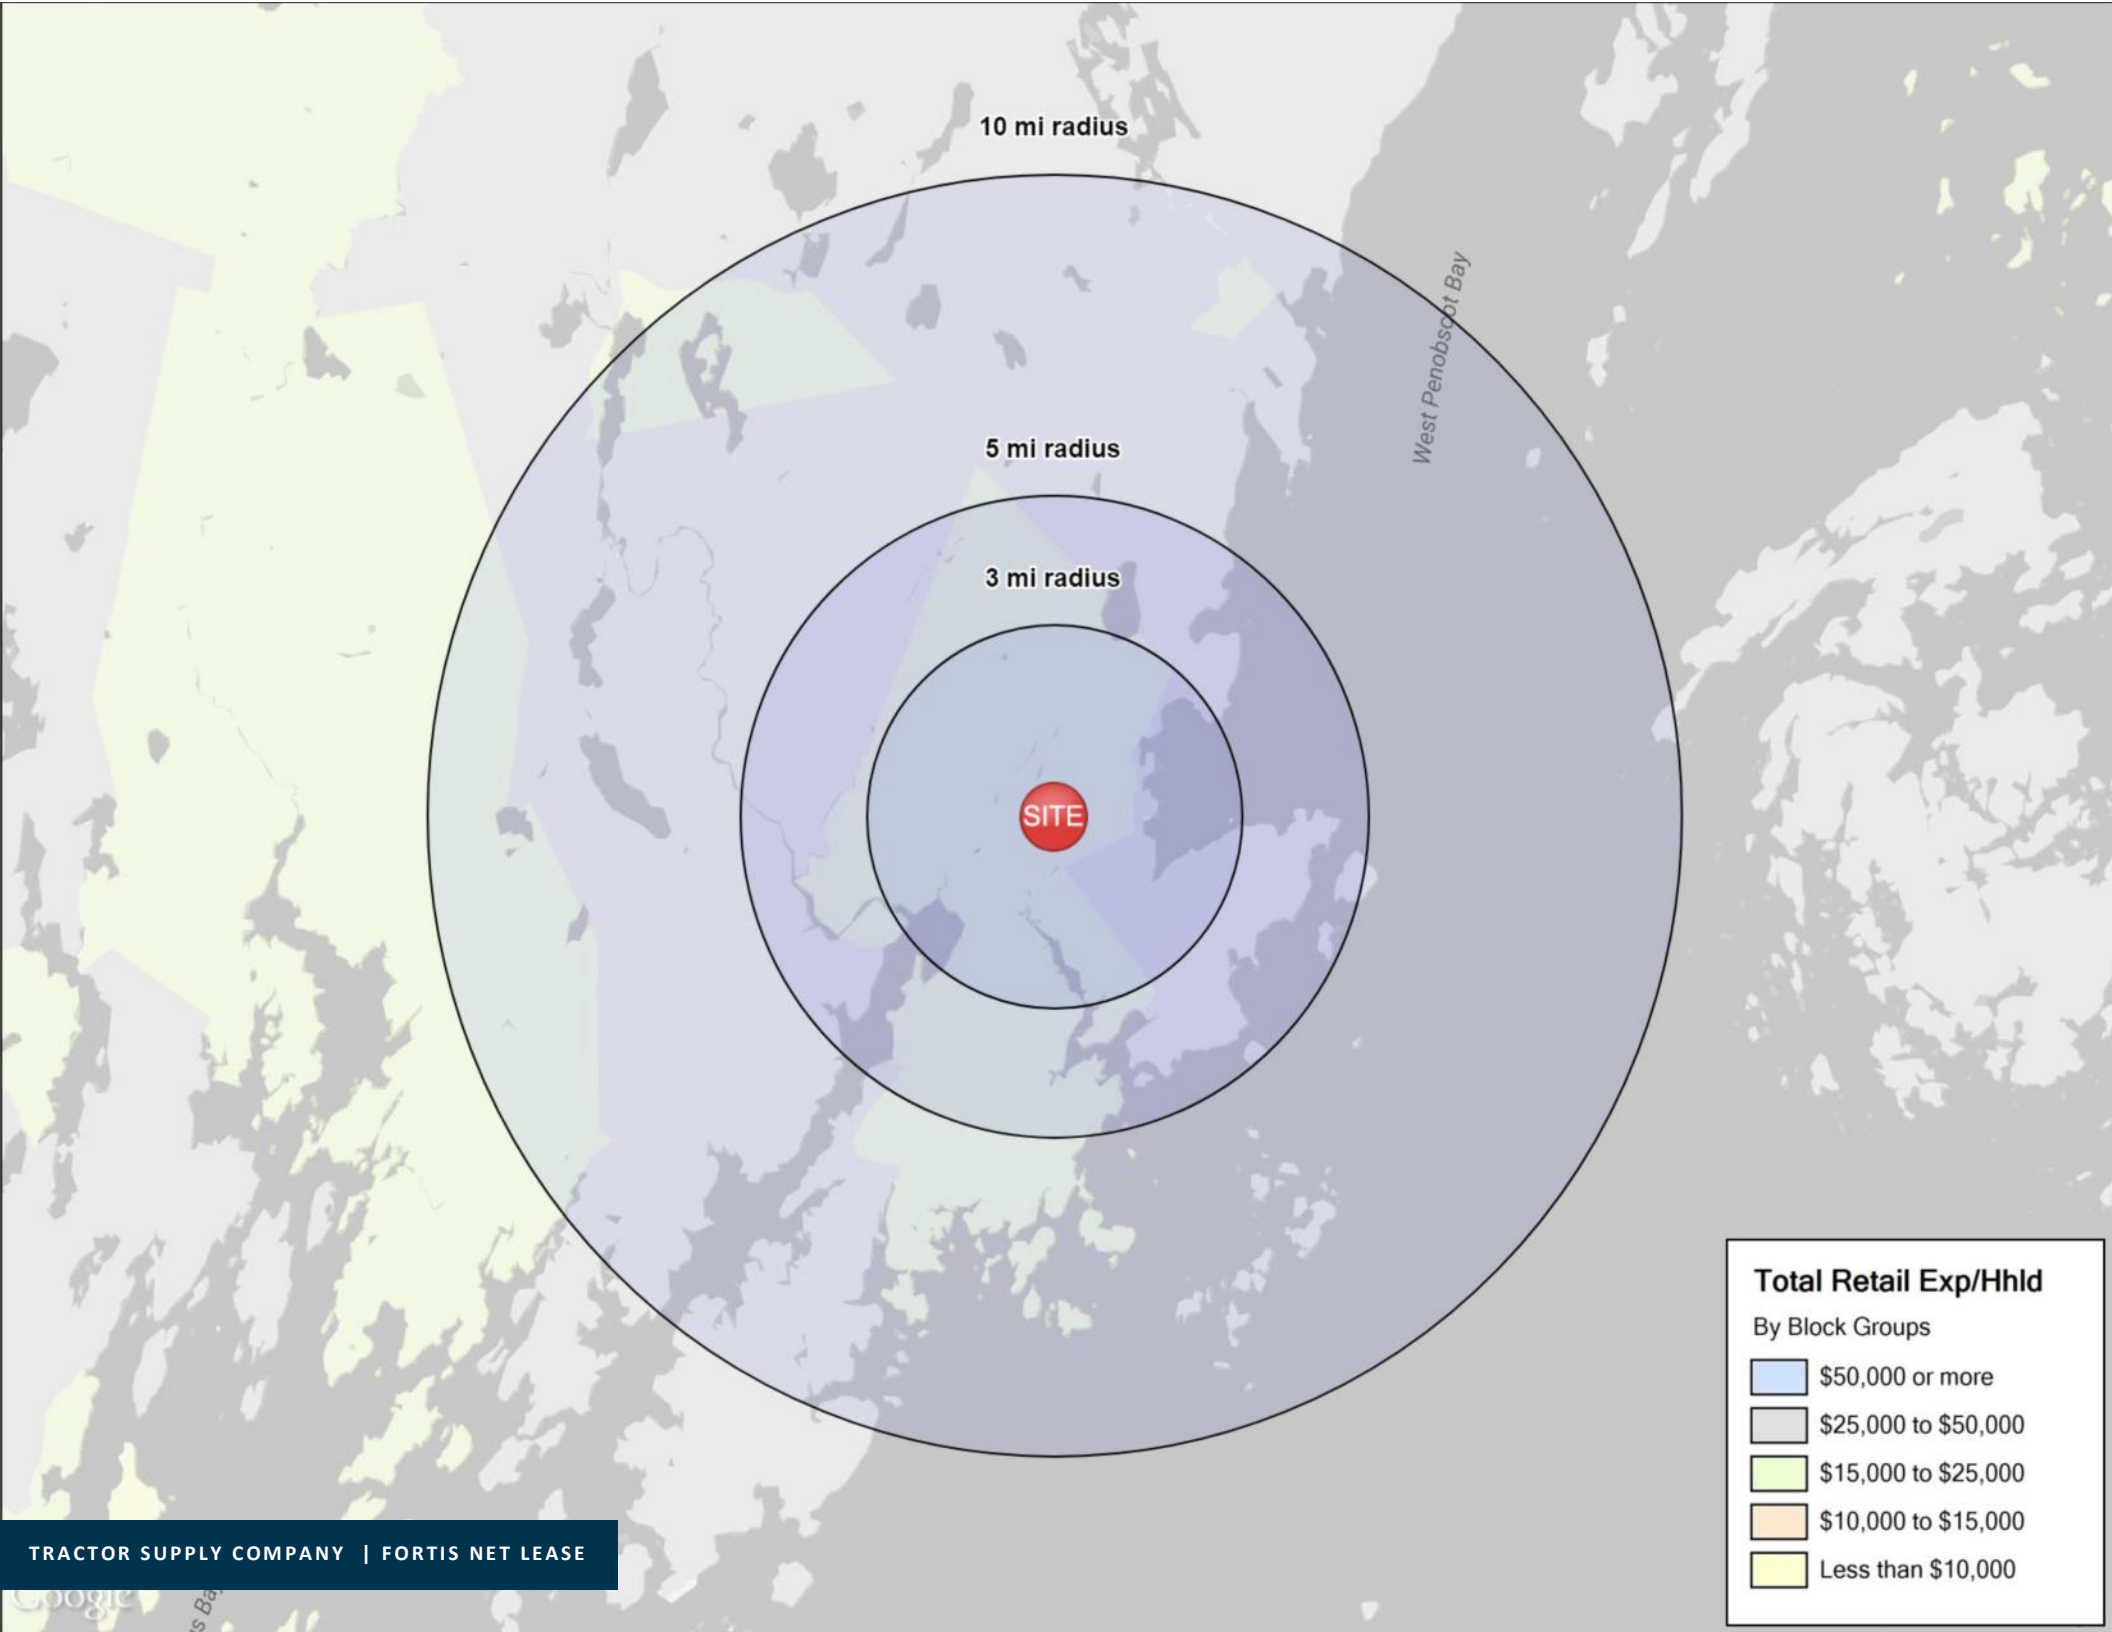 10 mi radius
West Penobscot Bay
5 mi radius
3 mi radius
SITE
Total Retail Exp/Hhld
By Block Groups
$50,000 or more
$25,000 to $50,000
$15,000 to $25,000
$10,000 to $15,000
Less than $10,000
TRACTOR SUPPLY COMPANY | FORTIS NET LEASE
Google